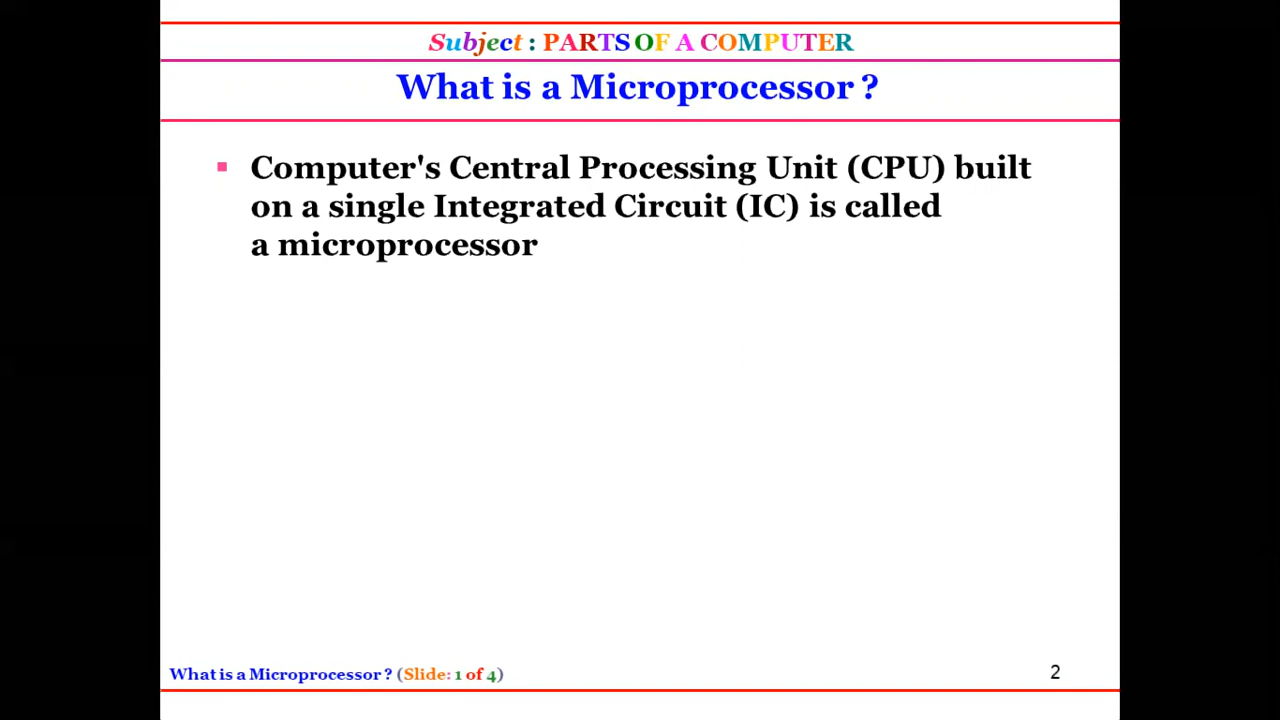 Subject : PARTS OF A COMPUTER
What is a Microprocessor ?
▪ Computer's Central Processing Unit (CPU) built
on a single Integrated Circuit (IC) is called
a microprocessor
What is a Microprocessor ? (Slide: 1 of 4)
2